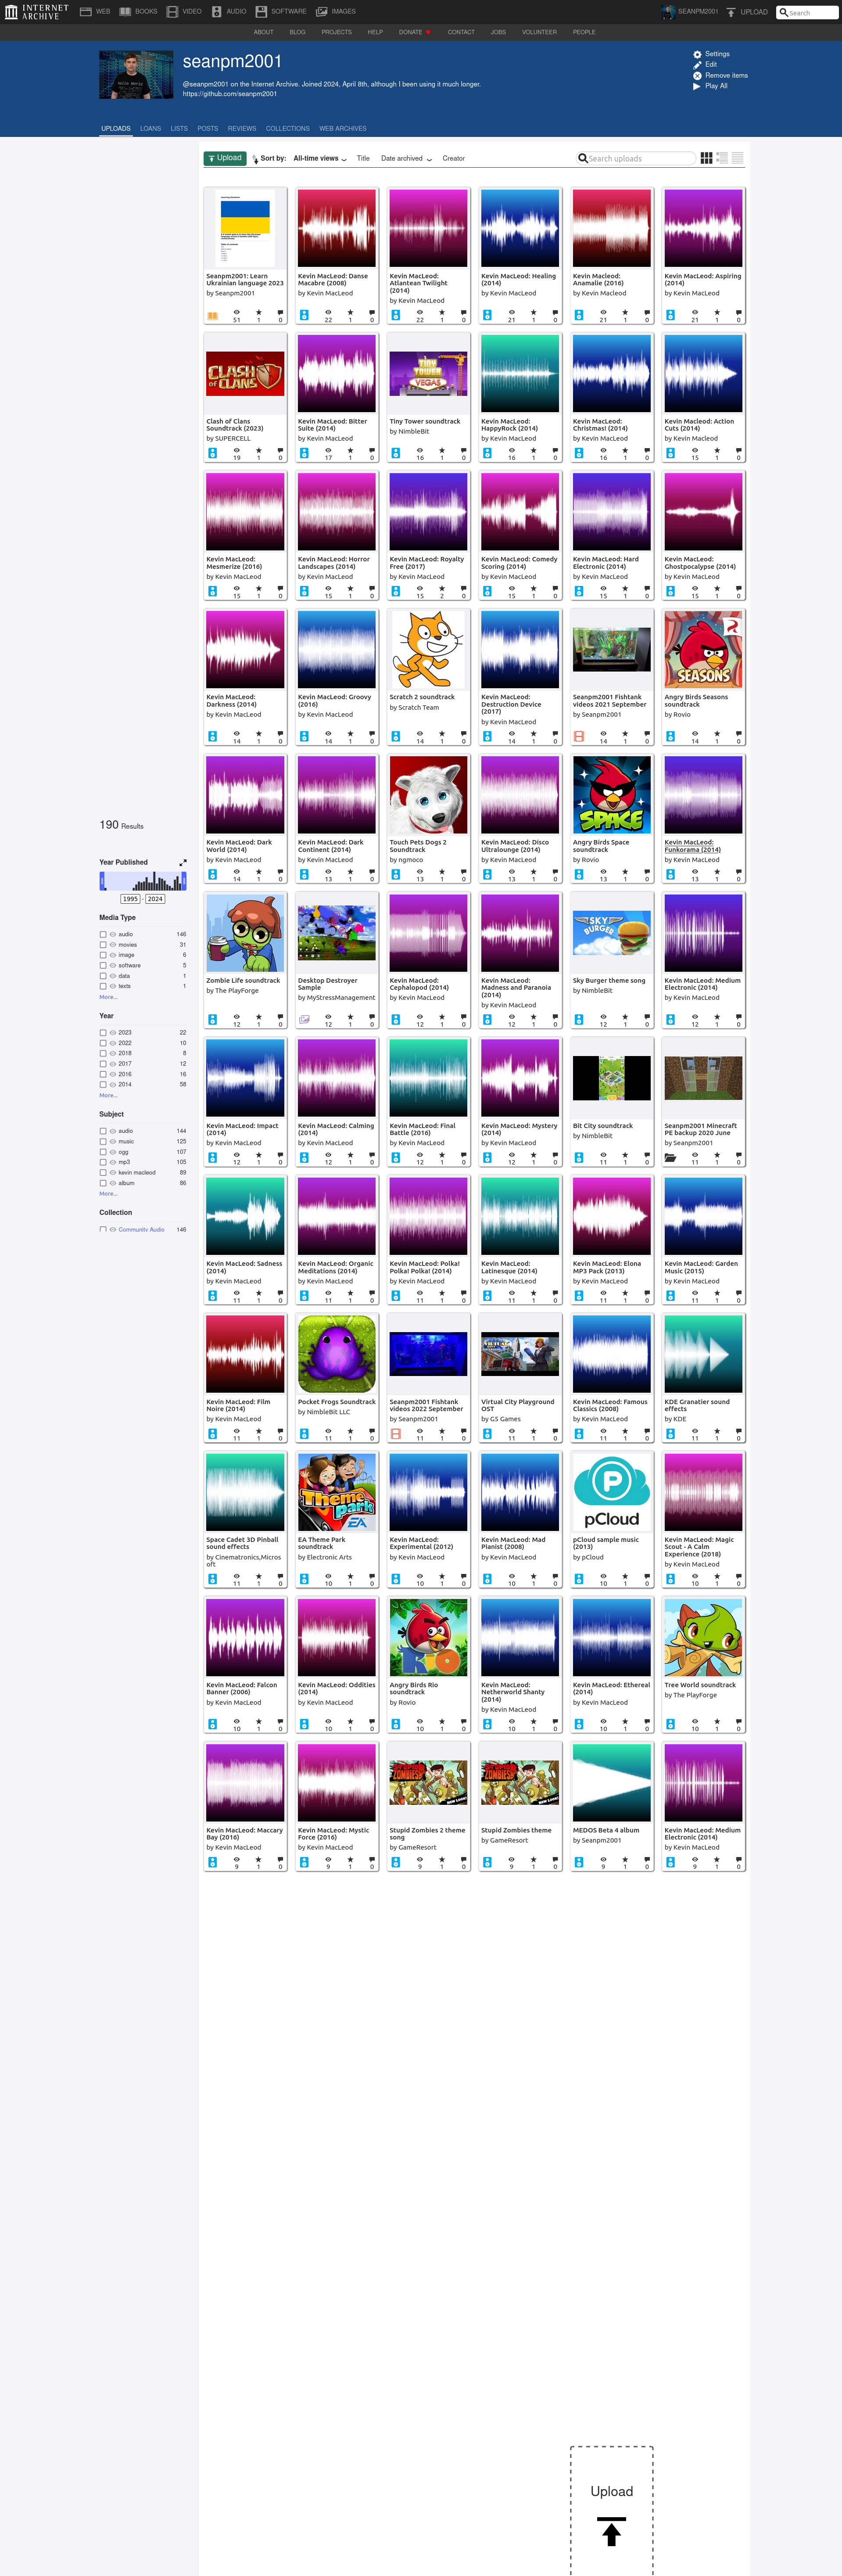 INTERNET ARCHIVE
WEB BOOKS VIDEO AUDIO SOFTWARE IMAGES SEANPM2001 UPLOAD Search
ABOUT BLOG PROJECTS HELP DONATE CONTACT JOBS VOLUNTEER PEOPLE
seanpm2001
@seanpm2001 on the Internet Archive. Joined 2024, April 8th, although I been using it much longer.
https://github.com/seanpm2001
Settings
Edit
Remove items
Play All
UPLOADS LOANS LISTS POSTS REVIEWS COLLECTIONS WEB ARCHIVES
Upload Sort by: All-time views Title Date archived Creator Search uploads
190 Results
Year Published
1995 - 2024
Media Type
audio 146
movies 31
image 6
software 5
data 1
texts 1
More...
Year
2023 22
2022 10
2018 8
2017 12
2016 16
2014 58
More...
Subject
audio 144
music 125
ogg 107
mp3 105
kevin macleod 89
album 86
More...
Collection
Community Audio 146
Seanpm2001: Learn
Ukrainian language 2023
by Seanpm2001
51 1 0
Kevin MacLeod: Danse
Macabre (2008)
by Kevin MacLeod
22 1 0
Kevin MacLeod:
Atlantean Twilight
(2014)
by Kevin MacLeod
22 1 0
Kevin MacLeod: Healing
(2014)
by Kevin MacLeod
21 1 0
Kevin Macleod:
Anamalie (2016)
by Kevin Macleod
21 1 0
Kevin MacLeod: Aspiring
(2014)
by Kevin MacLeod
21 1 0
CLASH OF CLANS
Clash of Clans
Soundtrack (2023)
by SUPERCELL
19 1 0
Kevin MacLeod: Bitter
Suite (2014)
by Kevin MacLeod
17 1 0
TINY TOWER VEGAS
Tiny Tower soundtrack
by NimbleBit
16 1 0
Kevin MacLeod:
HappyRock (2014)
by Kevin MacLeod
16 1 0
Kevin MacLeod:
Christmas! (2014)
by Kevin MacLeod
16 1 0
Kevin Macleod: Action
Cuts (2014)
by Kevin Macleod
15 1 0
Kevin MacLeod:
Mesmerize (2016)
by Kevin MacLeod
15 1 0
Kevin MacLeod: Horror
Landscapes (2014)
by Kevin MacLeod
15 1 0
Kevin MacLeod: Royalty
Free (2017)
by Kevin MacLeod
15 2 0
Kevin MacLeod: Comedy
Scoring (2014)
by Kevin MacLeod
15 1 0
Kevin MacLeod: Hard
Electronic (2014)
by Kevin MacLeod
15 1 0
Kevin MacLeod:
Ghostpocalypse (2014)
by Kevin MacLeod
15 1 0
Kevin MacLeod:
Darkness (2014)
by Kevin MacLeod
14 1 0
Kevin MacLeod: Groovy
(2016)
by Kevin MacLeod
14 1 0
Scratch 2 soundtrack
by Scratch Team
14 1 0
Kevin MacLeod:
Destruction Device
(2017)
by Kevin MacLeod
14 1 0
Seanpm2001 Fishtank
videos 2021 September
by Seanpm2001
14 1 0
SEASONS
Angry Birds Seasons
soundtrack
by Rovio
14 1 0
Kevin MacLeod: Dark
World (2014)
by Kevin MacLeod
14 1 0
Kevin MacLeod: Dark
Continent (2014)
by Kevin MacLeod
13 1 0
Touch Pets Dogs 2
Soundtrack
by ngmoco
13 1 0
Kevin MacLeod: Disco
Ultralounge (2014)
by Kevin MacLeod
13 1 0
SPACE
Angry Birds Space
soundtrack
by Rovio
13 1 0
Kevin MacLeod:
Funkorama (2014)
by Kevin MacLeod
13 1 0
Zombie Life soundtrack
by The PlayForge
12 1 0
Desktop Destroyer
Sample
by MyStressManagement
12 1 0
Kevin MacLeod:
Cephalopod (2014)
by Kevin MacLeod
12 1 0
Kevin MacLeod:
Madness and Paranoia
(2014)
by Kevin MacLeod
12 1 0
SKY BURGER
Sky Burger theme song
by NimbleBit
12 1 0
Kevin MacLeod: Medium
Electronic (2014)
by Kevin MacLeod
12 1 0
Kevin MacLeod: Impact
(2014)
by Kevin MacLeod
12 1 0
Kevin MacLeod: Calming
(2014)
by Kevin MacLeod
12 1 0
Kevin MacLeod: Final
Battle (2016)
by Kevin MacLeod
12 1 0
Kevin MacLeod: Mystery
(2014)
by Kevin MacLeod
12 1 0
Bit City soundtrack
by NimbleBit
11 1 0
Seanpm2001 Minecraft
PE backup 2020 June
by Seanpm2001
11 1 0
Kevin MacLeod: Sadness
(2014)
by Kevin MacLeod
11 1 0
Kevin MacLeod: Organic
Meditations (2014)
by Kevin MacLeod
11 1 0
Kevin MacLeod: Polka!
Polka! Polka! (2014)
by Kevin MacLeod
11 1 0
Kevin MacLeod:
Latinesque (2014)
by Kevin MacLeod
11 1 0
Kevin MacLeod: Elona
MP3 Pack (2013)
by Kevin MacLeod
11 1 0
Kevin MacLeod: Garden
Music (2015)
by Kevin MacLeod
11 1 0
Kevin MacLeod: Film
Noire (2014)
by Kevin MacLeod
11 1 0
Pocket Frogs Soundtrack
by NimbleBit LLC
11 1 0
Seanpm2001 Fishtank
videos 2022 September
by Seanpm2001
11 1 0
Virtual City Playground
OST
by G5 Games
11 1 0
Kevin MacLeod: Famous
Classics (2008)
by Kevin MacLeod
11 1 0
KDE Granatier sound
effects
by KDE
11 1 0
Space Cadet 3D Pinball
sound effects
by Cinematronics,Micros
oft
11 1 0
Theme Park
EA
EA Theme Park
soundtrack
by Electronic Arts
10 1 0
Kevin MacLeod:
Experimental (2012)
by Kevin MacLeod
10 1 0
Kevin MacLeod: Mad
Pianist (2008)
by Kevin MacLeod
10 1 0
pCloud
pCloud sample music
(2013)
by pCloud
10 1 0
Kevin MacLeod: Magic
Scout - A Calm
Experience (2018)
by Kevin MacLeod
10 1 0
Kevin MacLeod: Falcon
Banner (2006)
by Kevin MacLeod
10 1 0
Kevin MacLeod: Oddities
(2014)
by Kevin MacLeod
10 1 0
RIO
Angry Birds Rio
soundtrack
by Rovio
10 1 0
Kevin MacLeod:
Netherworld Shanty
(2014)
by Kevin MacLeod
10 1 0
Kevin MacLeod: Ethereal
(2014)
by Kevin MacLeod
10 1 0
Tree World soundtrack
by The PlayForge
10 1 0
Kevin MacLeod: Maccary
Bay (2016)
by Kevin MacLeod
9 1 0
Kevin MacLeod: Mystic
Force (2016)
by Kevin MacLeod
9 1 0
Stupid Zombies 2 theme
song
by GameResort
9 1 0
Stupid Zombies theme
by GameResort
9 1 0
MEDOS Beta 4 album
by Seanpm2001
9 1 0
Kevin MacLeod: Medium
Electronic (2014)
by Kevin MacLeod
9 1 0
Upload